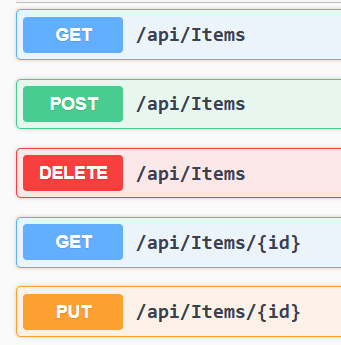 GET /api/Items
POST /api/Items
DELETE /api/Items
GET /api/Items/{id}
PUT /api/Items/{id}